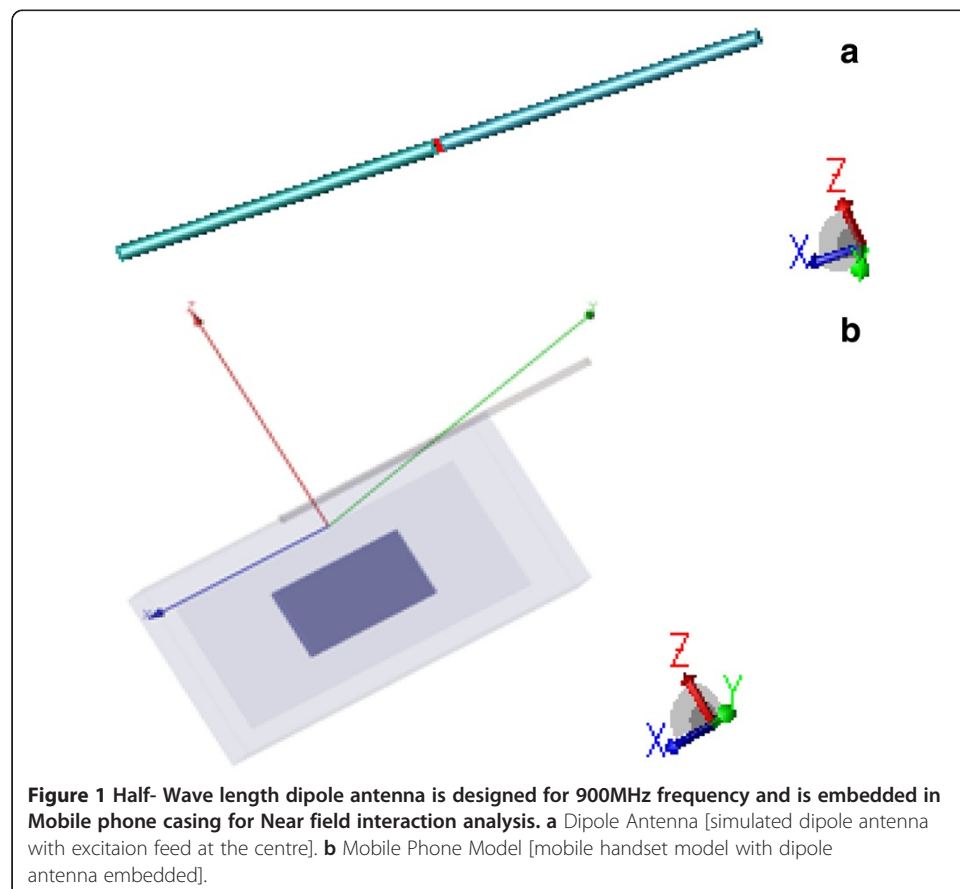 a
Z
X
b
Z
Y
X
Figure 1 Half- Wave length dipole antenna is designed for 900MHz frequency and is embedded in
Mobile phone casing for Near field interaction analysis. a Dipole Antenna [simulated dipole antenna
with excitaion feed at the centre]. b Mobile Phone Model [mobile handset model with dipole
antenna embedded].